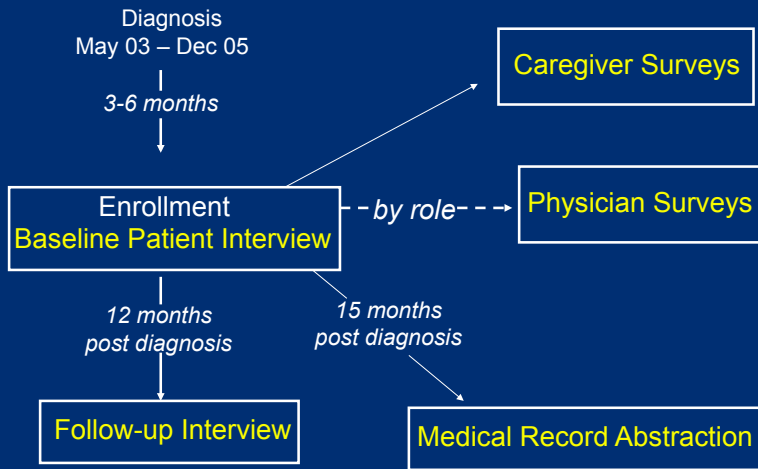 Diagnosis
May 03 – Dec 05
3-6 months
Caregiver Surveys
Enrollment
Baseline Patient Interview
by role
Physician Surveys
12 months
post diagnosis
15 months
post diagnosis
Follow-up Interview
Medical Record Abstraction